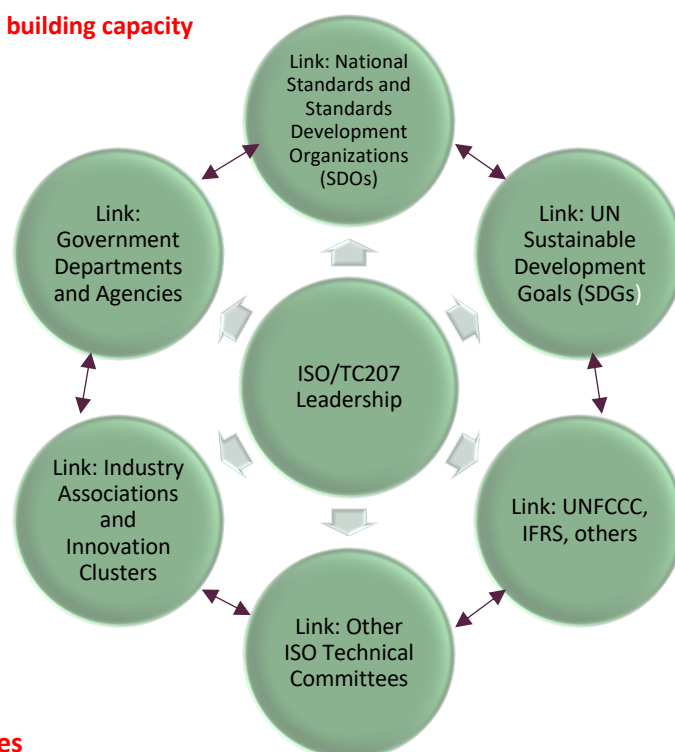 building capacity
Link: National
Standards and
Standards
Development
Organizations
(SDOs)
Link:
Government
Departments
and Agencies
Link: UN
Sustainable
Development
Goals (SDGs)
ISO/TC207
Leadership
Link: Industry
Associations
and
Innovation
Clusters
Link: UNFCCC,
IFRS, others
Link: Other
ISO Technical
Committees
es